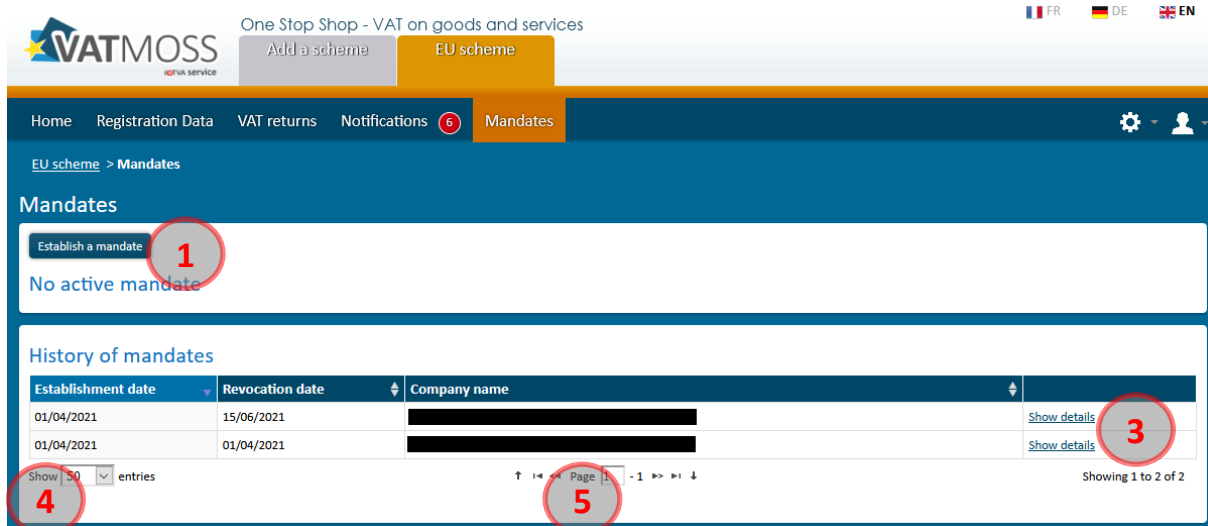 FR DE EN
One Stop Shop - VAT on goods and services
VATMOSS
eTVA service
Add a scheme EU scheme
Home Registration Data VAT returns Notifications 6 Mandates
EU scheme > Mandates
Mandates
Establish a mandate 1
No active mandate
History of mandates
Establishment date Revocation date Company name
01/04/2021 15/06/2021 Show details
01/04/2021 01/04/2021 Show details
3
Show 50 entries Page 1 - 1 Showing 1 to 2 of 2
4 5